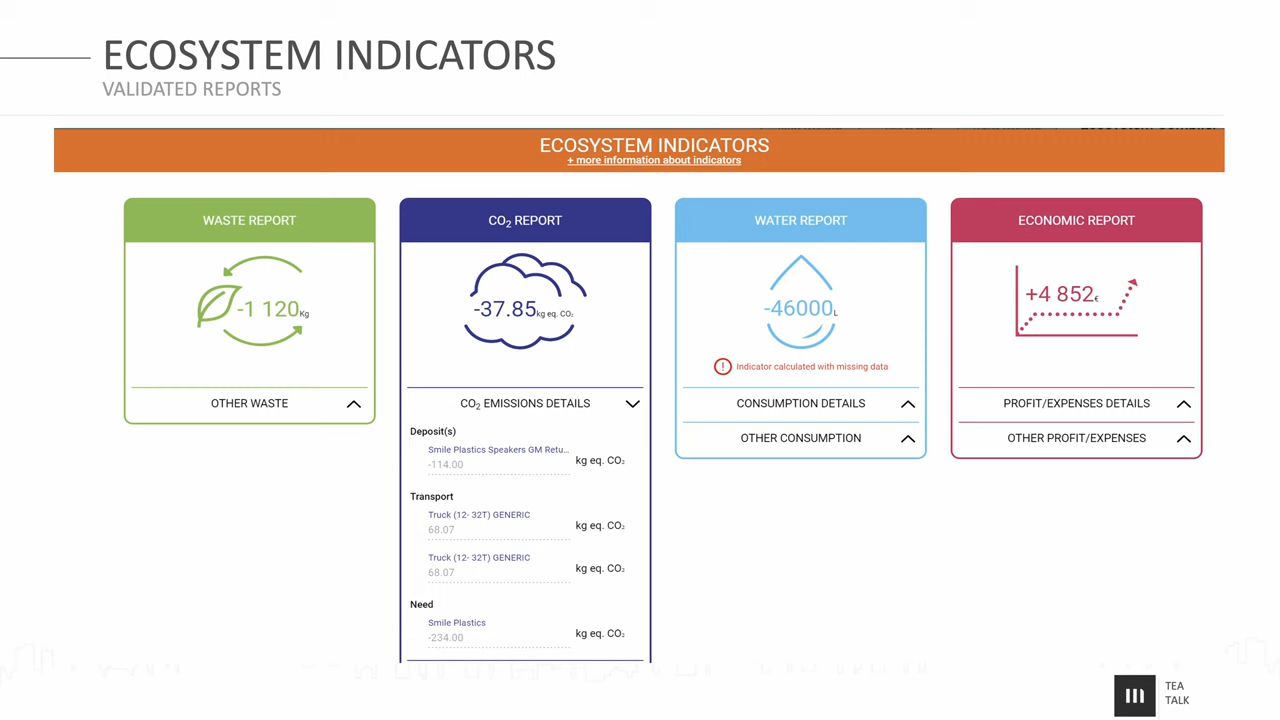 ECOSYSTEM INDICATORS
VALIDATED REPORTS
ECOSYSTEM INDICATORS
+ more information about indicators
WASTE REPORT
-1 120Kg
OTHER WASTE
CO₂ REPORT
-37.85kg eq. CO₂
CO₂ EMISSIONS DETAILS
Deposit(s)
Smile Plastics Speakers GM Retu...
-114.00 kg eq. CO₂
Transport
Truck (12- 32T) GENERIC
68.07 kg eq. CO₂
Truck (12- 32T) GENERIC
68.07 kg eq. CO₂
Need
Smile Plastics
-234.00 kg eq. CO₂
WATER REPORT
-46000L
! Indicator calculated with missing data
CONSUMPTION DETAILS
OTHER CONSUMPTION
ECONOMIC REPORT
+4 852€
PROFIT/EXPENSES DETAILS
OTHER PROFIT/EXPENSES
TEA
TALK